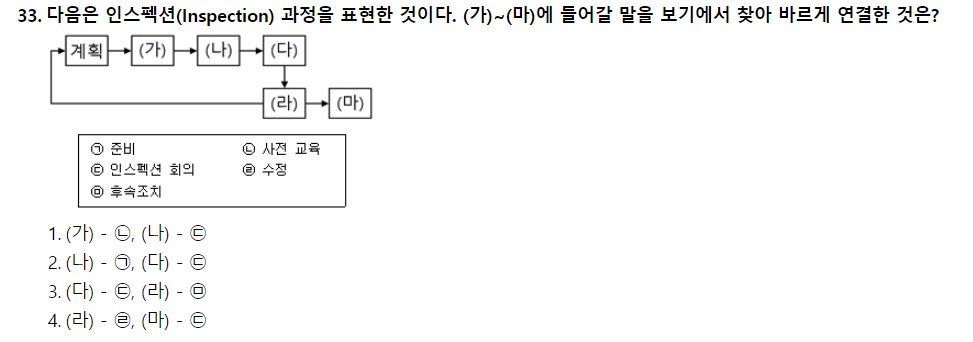 33. 다음은 인스펙션(Inspection) 과정을 표현한 것이다. (가)~(마)에 들어갈 말을 보기에서 찾아 바르게 연결한 것은?
계획 (가) (나) (다)
(라) (마)
㉠ 준비 ㉡ 사전 교육
㉢ 인스펙션 회의 ㉣ 수정
㉤ 후속조치
1. (가) - ㉡, (나) - ㉢
2. (나) - ㉠, (다) - ㉢
3. (다) - ㉢, (라) - ㉤
4. (라) - ㉣, (마) - ㉢